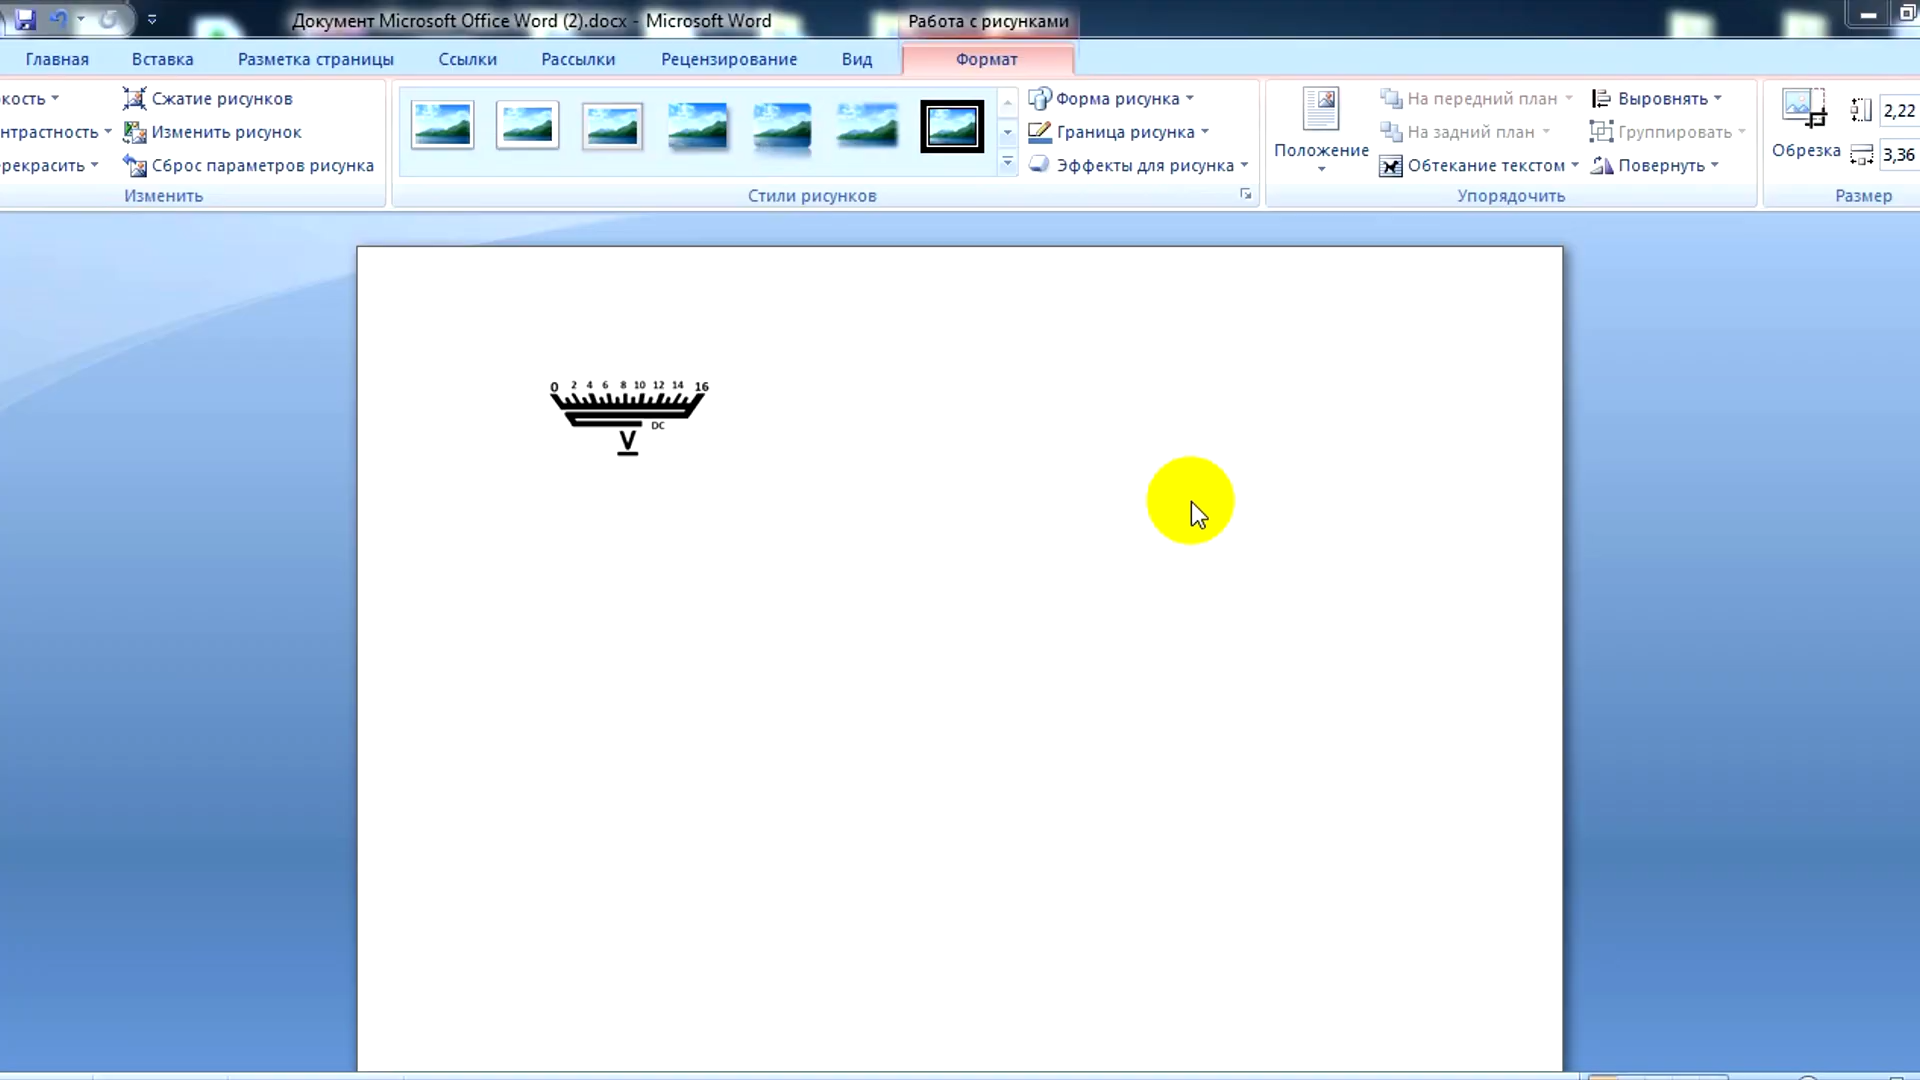 Документ Microsoft Office Word (2).docx - Microsoft Word
Работа с рисунками
Главная Вставка Разметка страницы Ссылки Рассылки Рецензирование Вид Формат
кость
Сжатие рисунков
нтрастность
Изменить рисунок
рекрасить
Сброс параметров рисунка
Изменить
Стили рисунков
Форма рисунка
Граница рисунка
Эффекты для рисунка
Положение
На передний план
На задний план
Обтекание текстом
Выровнять
Группировать
Повернуть
Упорядочить
Обрезка
2,22
3,36
Размер
0 2 4 6 8 10 12 14 16
DC
V